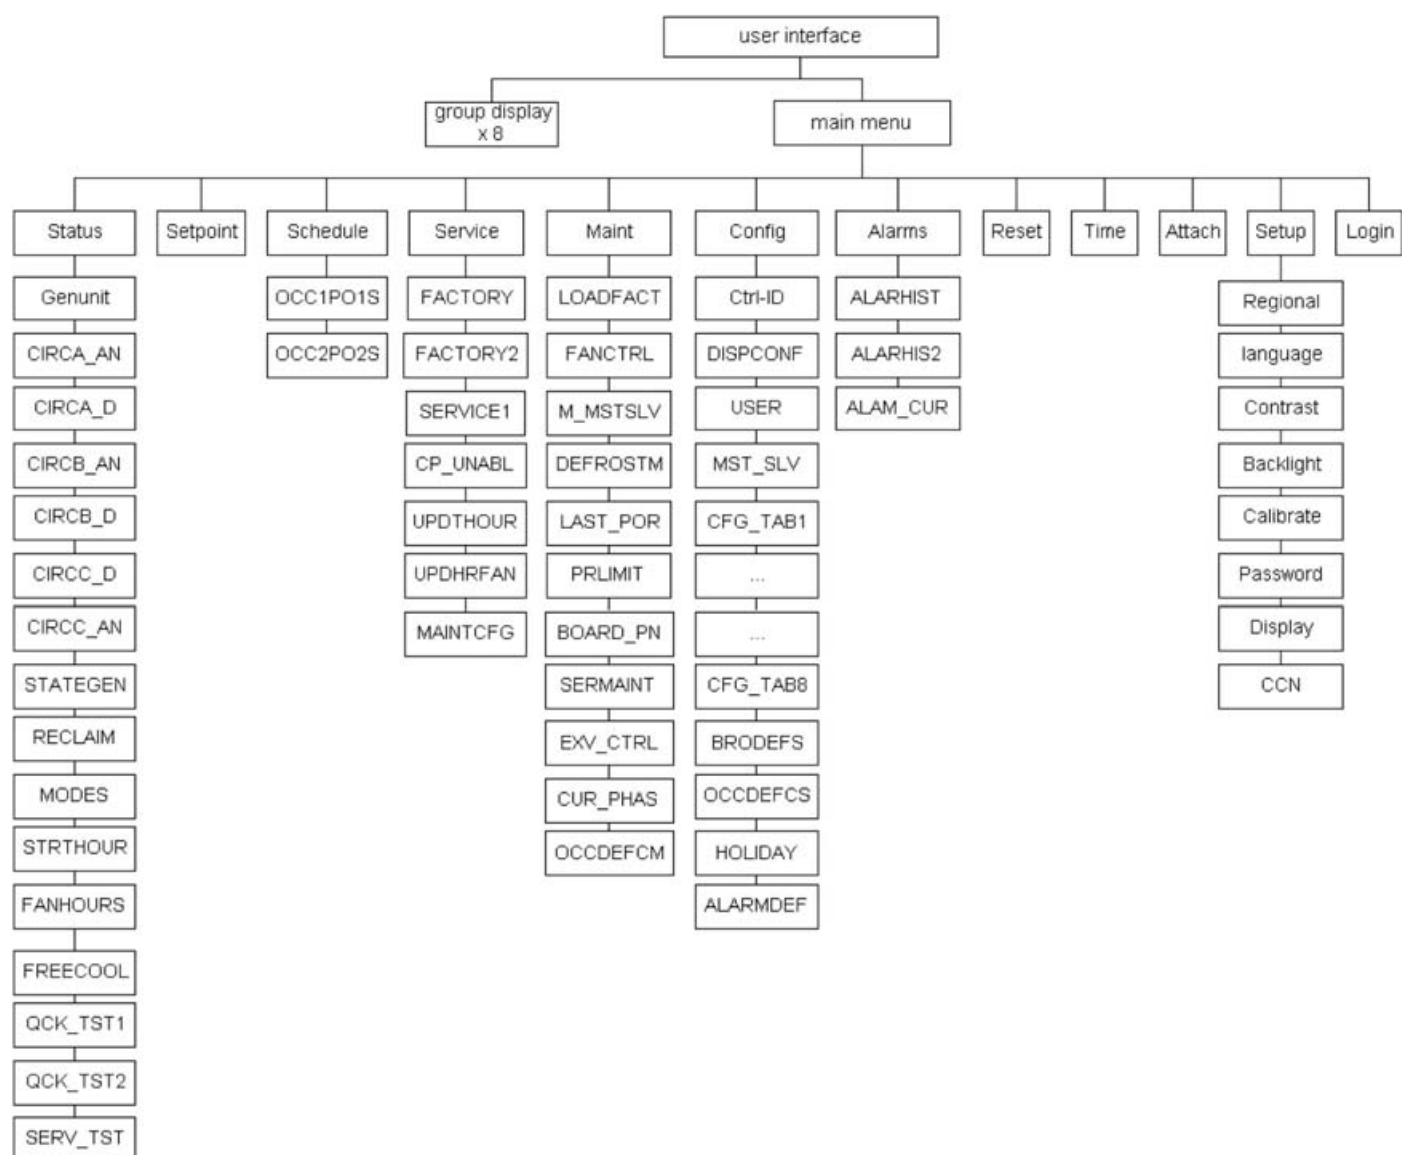 user interface
group display
x 8
main menu
Status
Setpoint
Schedule
Service
Maint
Config
Alarms
Reset
Time
Attach
Setup
Login
Genunit
CIRCA_AN
CIRCA_D
CIRCB_AN
CIRCB_D
CIRCC_D
CIRCC_AN
STATEGEN
RECLAIM
MODES
STRTHOUR
FANHOURS
FREECOOL
QCK_TST1
QCK_TST2
SERV_TST
OCC1PO1S
OCC2PO2S
FACTORY
FACTORY2
SERVICE1
CP_UNABL
UPDTHOUR
UPDHRFAN
MAINTCFG
LOADFACT
FANCTRL
M_MSTSLV
DEFROSTM
LAST_POR
PRLIMIT
BOARD_PN
SERMAINT
EXV_CTRL
CUR_PHAS
OCCDEFCM
Ctrl-ID
DISPCONF
USER
MST_SLV
CFG_TAB1
...
...
CFG_TAB8
BRODEFS
OCCDEFCS
HOLIDAY
ALARMDEF
ALARHIST
ALARHIS2
ALAM_CUR
Regional
language
Contrast
Backlight
Calibrate
Password
Display
CCN